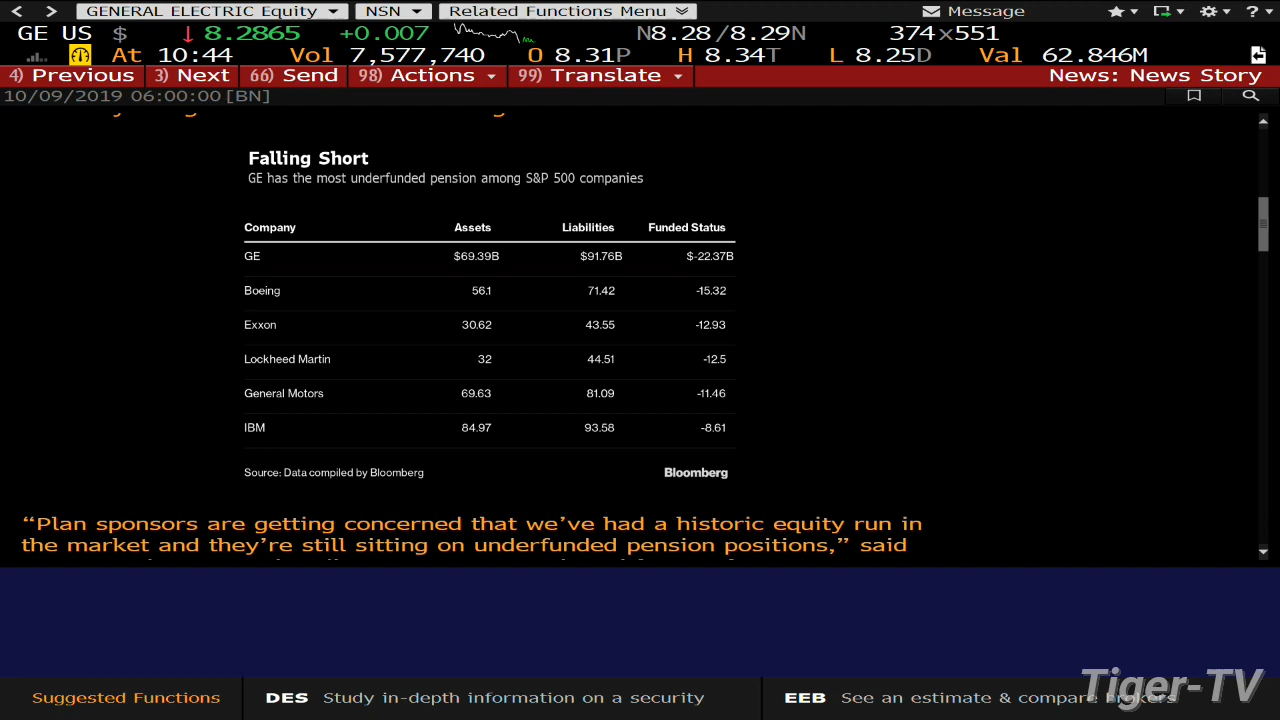 GENERAL ELECTRIC Equity NSN Related Functions Menu Message
GE US $ ↓ 8.2865 +0.007 N8.28/8.29N 374x551
At 10:44 Vol 7,577,740 O 8.31P H 8.34T L 8.25D Val 62.846M
4) Previous 3) Next 66) Send 98) Actions 99) Translate News: News Story
10/09/2019 06:00:00 [BN]
Falling Short
GE has the most underfunded pension among S&P 500 companies
Company Assets Liabilities Funded Status
GE $69.39B $91.76B $-22.37B
Boeing 56.1 71.42 -15.32
Exxon 30.62 43.55 -12.93
Lockheed Martin 32 44.51 -12.5
General Motors 69.63 81.09 -11.46
IBM 84.97 93.58 -8.61
Source: Data compiled by Bloomberg Bloomberg
“Plan sponsors are getting concerned that we’ve had a historic equity run in
the market and they’re still sitting on underfunded pension positions,” said
Suggested Functions DES Study in-depth information on a security EEB See an estimate & compare brokers
Tiger-TV